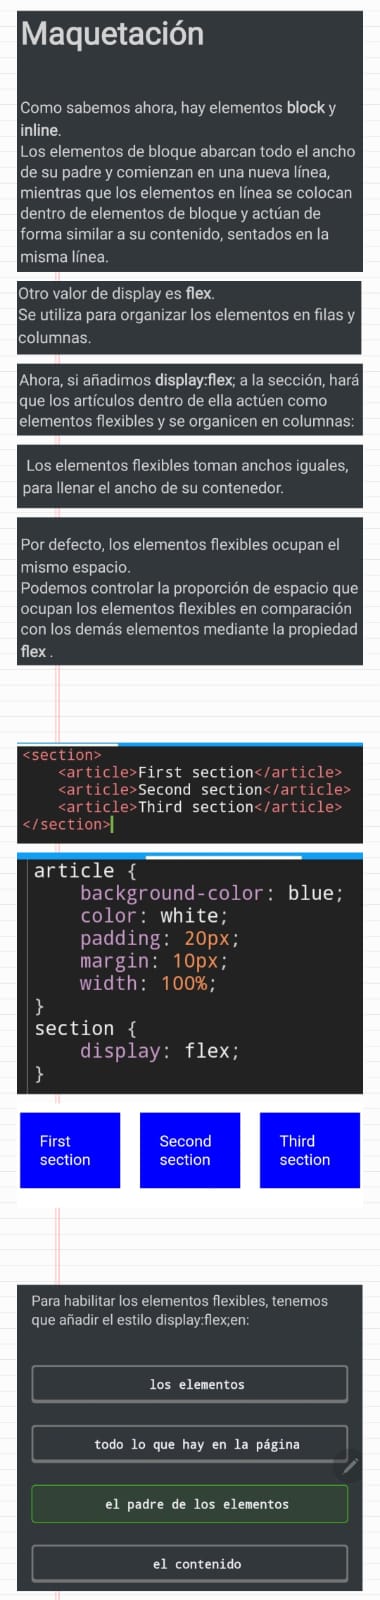 Maquetación
Como sabemos ahora, hay elementos block y
inline.
Los elementos de bloque abarcan todo el ancho
de su padre y comienzan en una nueva línea,
mientras que los elementos en línea se colocan
dentro de elementos de bloque y actúan de
forma similar a su contenido, sentados en la
misma línea.
Otro valor de display es flex.
Se utiliza para organizar los elementos en filas y
columnas.
Ahora, si añadimos display:flex; a la sección, hará
que los artículos dentro de ella actúen como
elementos flexibles y se organicen en columnas:
Los elementos flexibles toman anchos iguales,
para llenar el ancho de su contenedor.
Por defecto, los elementos flexibles ocupan el
mismo espacio.
Podemos controlar la proporción de espacio que
ocupan los elementos flexibles en comparación
con los demás elementos mediante la propiedad
flex .
<section>
    <article>First section</article>
    <article>Second section</article>
    <article>Third section</article>
</section>
article {
    background-color: blue;
    color: white;
    padding: 20px;
    margin: 10px;
    width: 100%;
}
section {
    display: flex;
}
First
section
Second
section
Third
section
Para habilitar los elementos flexibles, tenemos
que añadir el estilo display:flex;en:
los elementos
todo lo que hay en la página
el padre de los elementos
el contenido